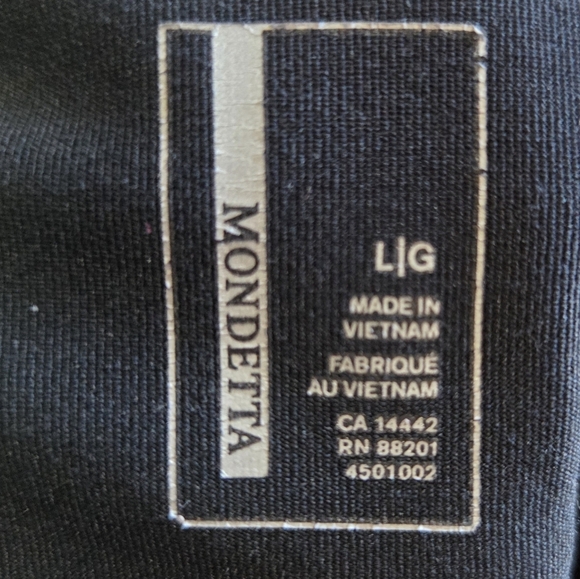 MONDETTA
L|G
MADE IN
VIETNAM
FABRIQUÉ
AU VIETNAM
CA 14442
RN 88201
4501002